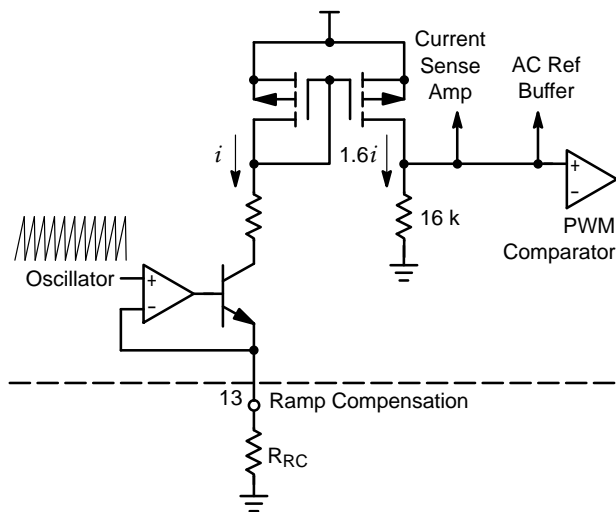 Current
Sense
Amp
AC Ref
Buffer
i
1.6i
+
−
16 k
PWM
Comparator
Oscillator
+
−
13
Ramp Compensation
RRC